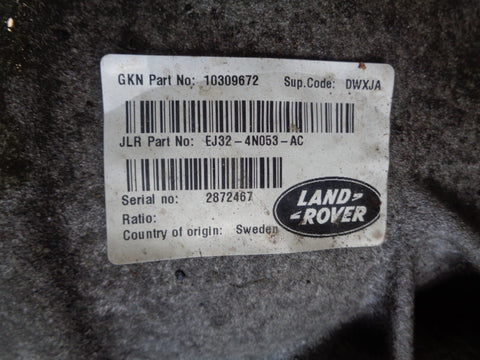 GKN Part No: 10309672 Sup.Code: DWXJA
JLR Part No: EJ32-4N053-AC
Serial no: 2872467
Ratio:
Country of origin: Sweden
LAND-
-ROVER